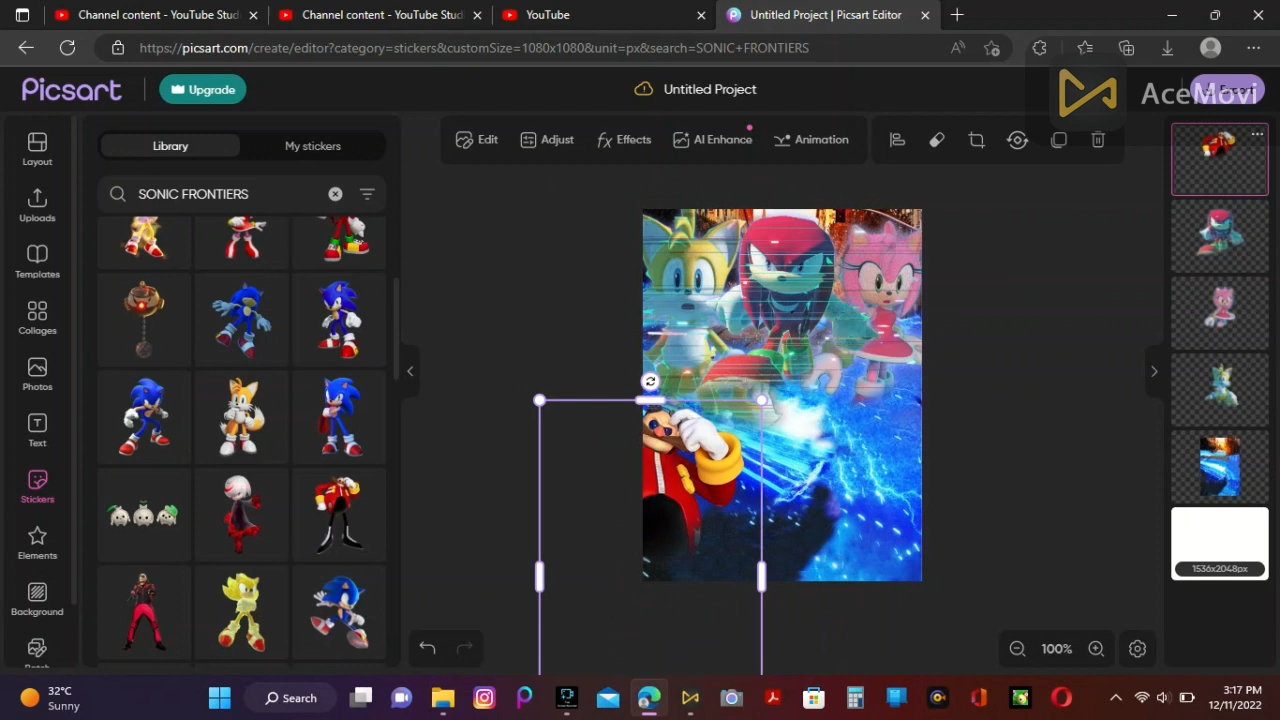 Channel content - YouTube Studi
Channel content - YouTube Studi
YouTube
Untitled Project | Picsart Editor
https://picsart.com/create/editor?category=stickers&customSize=1080x1080&unit=px&search=SONIC+FRONTIERS
Picsart
Upgrade
Untitled Project
AceMovi
Layout
Uploads
Templates
Collages
Photos
Text
Stickers
Elements
Background
Library
My stickers
SONIC FRONTIERS
Edit
Adjust
Effects
AI Enhance
Animation
1536x2048px
100%
32°C
Sunny
Search
3:17 PM
12/11/2022